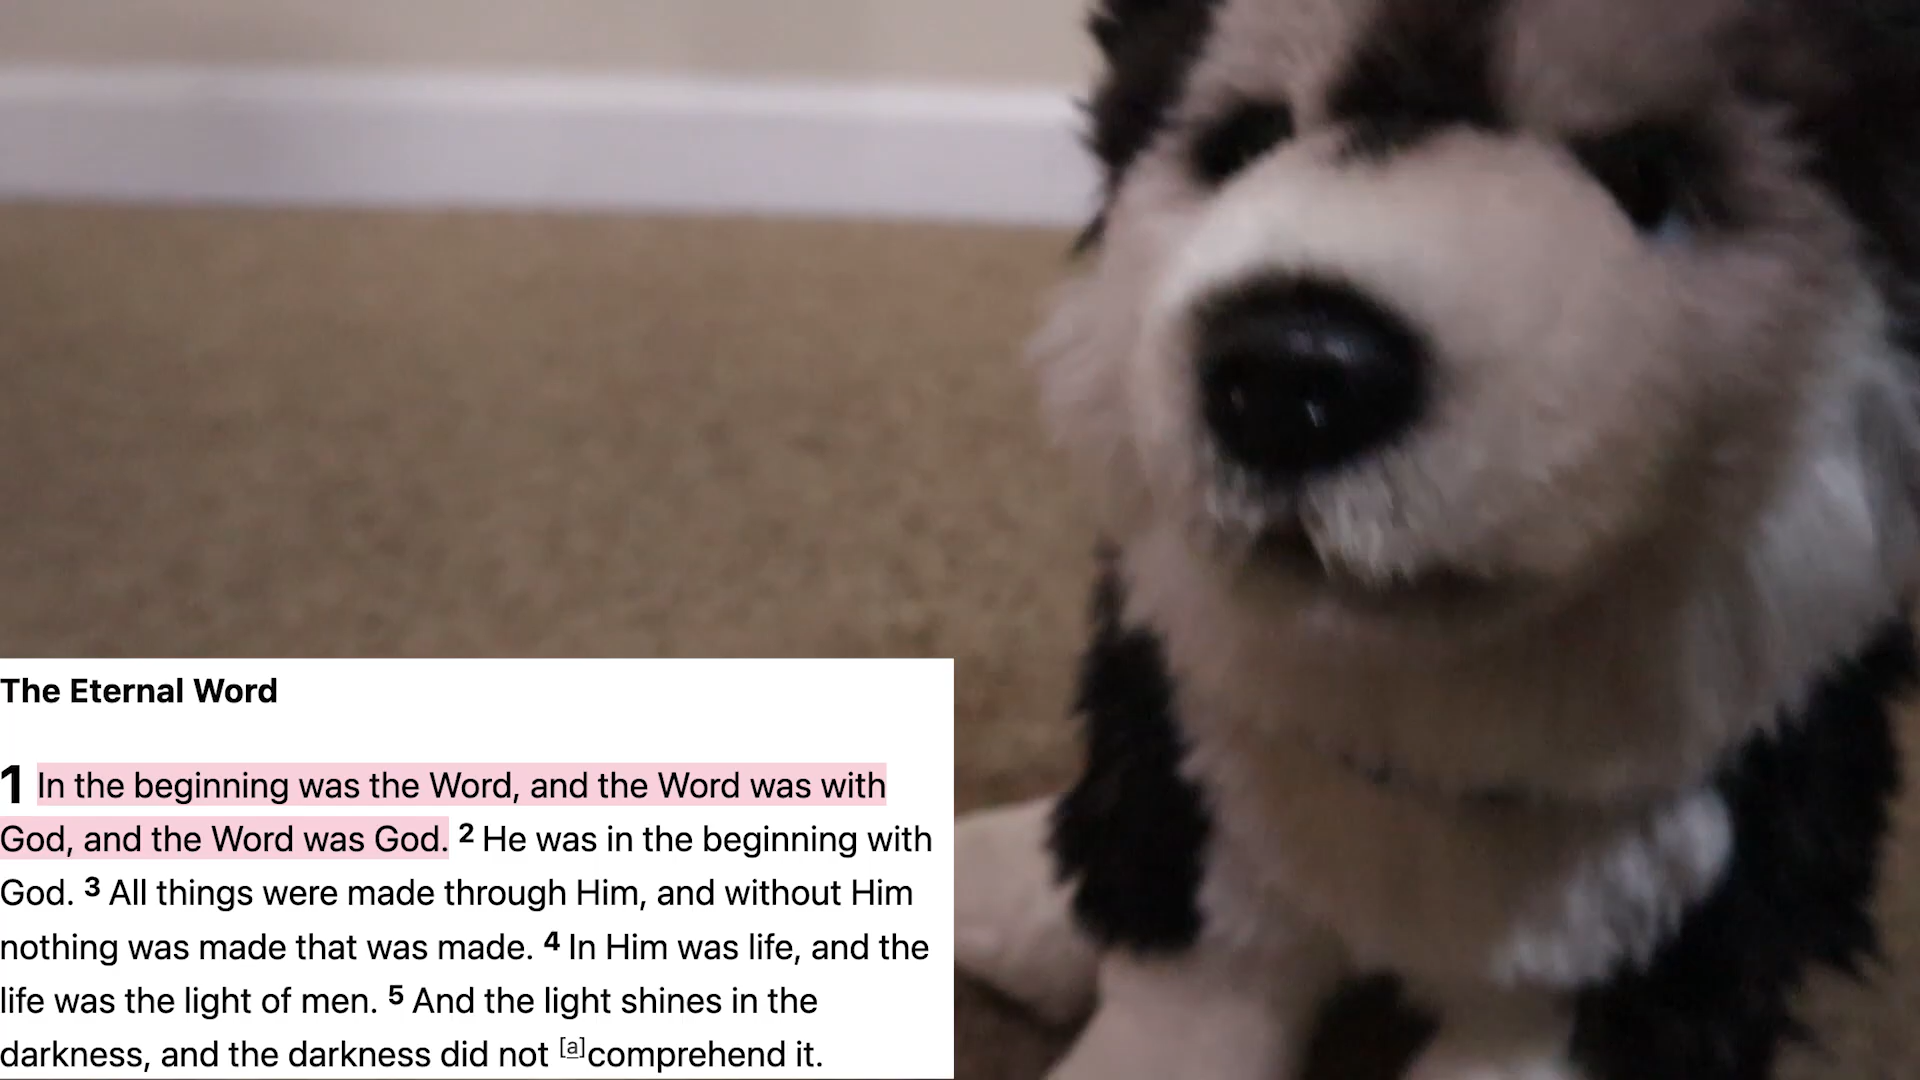 The Eternal Word
1 In the beginning was the Word, and the Word was with
God, and the Word was God. 2 He was in the beginning with
God. 3 All things were made through Him, and without Him
nothing was made that was made. 4 In Him was life, and the
life was the light of men. 5 And the light shines in the
darkness, and the darkness did not [a]comprehend it.